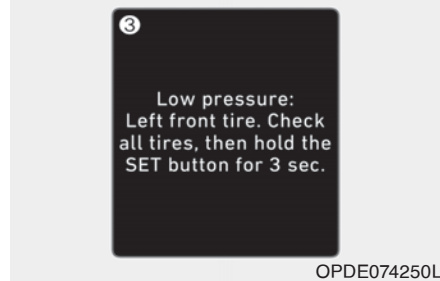 ③
Low pressure:
Left front tire. Check
all tires, then hold the
SET button for 3 sec.
OPDE074250L